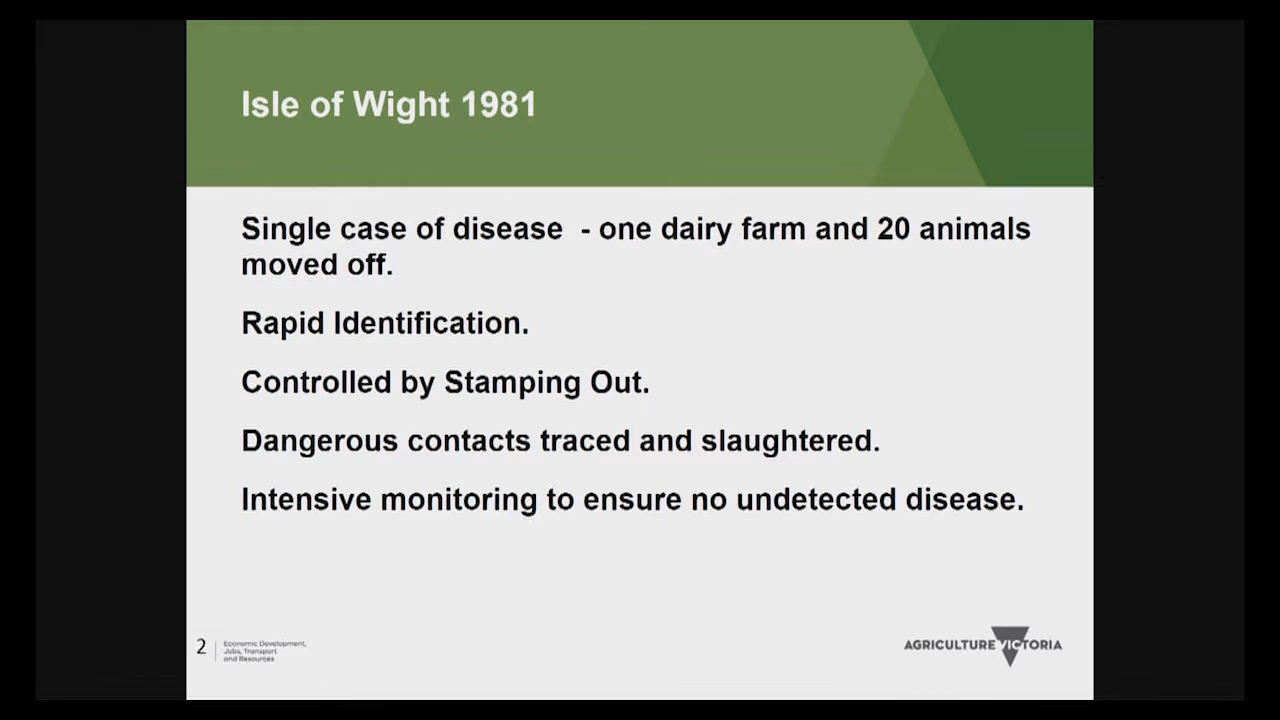 Isle of Wight 1981
Single case of disease - one dairy farm and 20 animals
moved off.
Rapid Identification.
Controlled by Stamping Out.
Dangerous contacts traced and slaughtered.
Intensive monitoring to ensure no undetected disease.
2
Economic Development,
Jobs, Transport
and Resources
AGRICULTURE VICTORIA